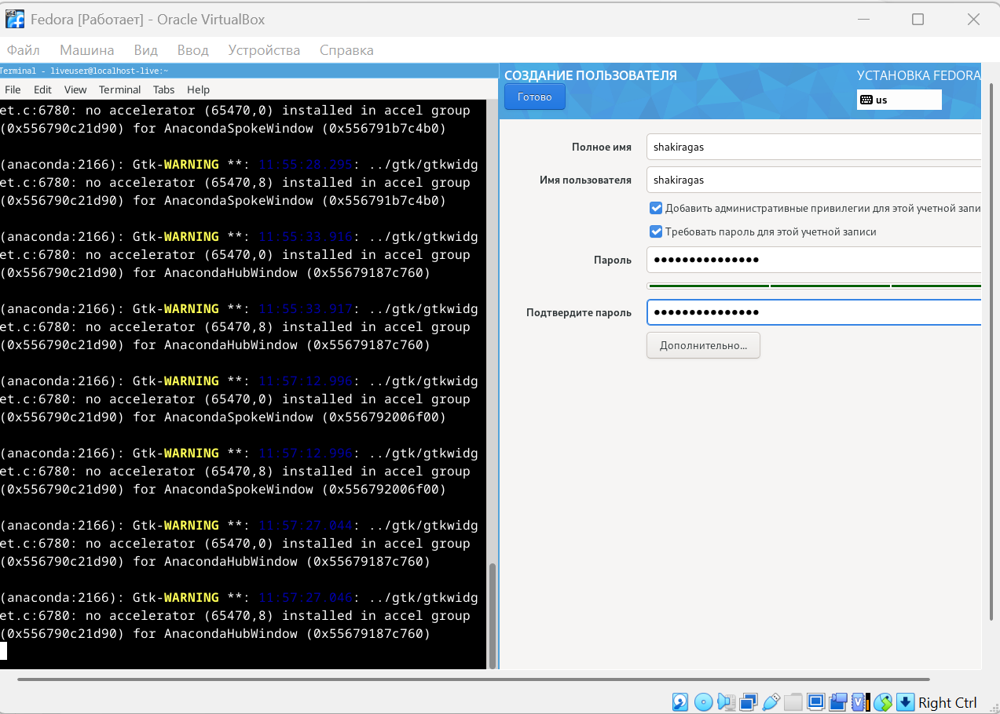 Fedora [Работает] - Oracle VirtualBox
Файл Машина Вид Ввод Устройства Справка
Terminal - liveuser@localhost-live:~
File Edit View Terminal Tabs Help
et.c:6780: no accelerator (65470,0) installed in accel group
(0x556790c21d90) for AnacondaSpokeWindow (0x556791b7c4b0)
(anaconda:2166): Gtk-WARNING **: 11:55:28.295: ../gtk/gtkwidg
et.c:6780: no accelerator (65470,8) installed in accel group
(0x556790c21d90) for AnacondaSpokeWindow (0x556791b7c4b0)
(anaconda:2166): Gtk-WARNING **: 11:55:33.916: ../gtk/gtkwidg
et.c:6780: no accelerator (65470,0) installed in accel group
(0x556790c21d90) for AnacondaHubWindow (0x55679187c760)
(anaconda:2166): Gtk-WARNING **: 11:55:33.917: ../gtk/gtkwidg
et.c:6780: no accelerator (65470,8) installed in accel group
(0x556790c21d90) for AnacondaHubWindow (0x55679187c760)
(anaconda:2166): Gtk-WARNING **: 11:57:12.996: ../gtk/gtkwidg
et.c:6780: no accelerator (65470,0) installed in accel group
(0x556790c21d90) for AnacondaSpokeWindow (0x556792006f00)
(anaconda:2166): Gtk-WARNING **: 11:57:12.996: ../gtk/gtkwidg
et.c:6780: no accelerator (65470,8) installed in accel group
(0x556790c21d90) for AnacondaSpokeWindow (0x556792006f00)
(anaconda:2166): Gtk-WARNING **: 11:57:27.044: ../gtk/gtkwidg
et.c:6780: no accelerator (65470,0) installed in accel group
(0x556790c21d90) for AnacondaHubWindow (0x55679187c760)
(anaconda:2166): Gtk-WARNING **: 11:57:27.046: ../gtk/gtkwidg
et.c:6780: no accelerator (65470,8) installed in accel group
(0x556790c21d90) for AnacondaHubWindow (0x55679187c760)
СОЗДАНИЕ ПОЛЬЗОВАТЕЛЯ
УСТАНОВКА FEDORA
Готово
us
Полное имя shakiragas
Имя пользователя shakiragas
Добавить административные привилегии для этой учетной запи
Требовать пароль для этой учетной записи
Пароль ●●●●●●●●●●●●●●●
Подтвердите пароль ●●●●●●●●●●●●●●●
Дополнительно...
Right Ctrl